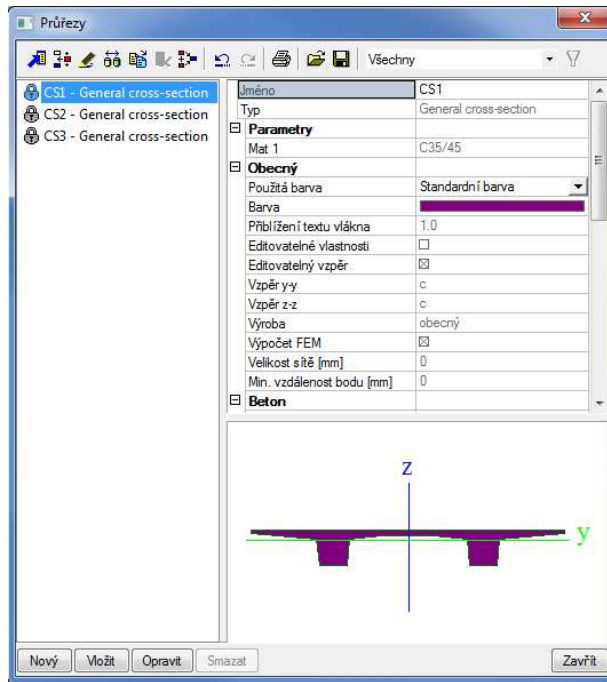 Průřezy
Všechny
CS1 - General cross-section
CS2 - General cross-section
CS3 - General cross-section
Jméno CS1
Typ General cross-section
Parametry
Mat 1 C35/45
Obecný
Použitá barva Standardní barva
Barva
Přiblížení textu vlákna 1.0
Editovatelné vlastnosti
Editovatelný vzpěr
Vzpěr y-y c
Vzpěr z-z c
Výroba obecný
Výpočet FEM
Velikost sítě [mm] 0
Min. vzdálenost bodu [mm] 0
Beton
z
y
Nový Vložit Opravit Smazat Zavřít